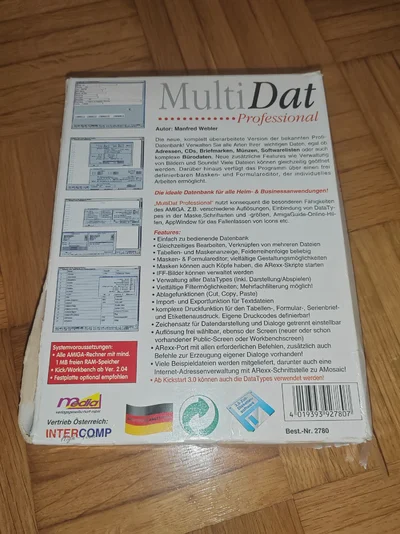 MultiDat
Professional
Autor: Manfred Webler
Die neue, komplett überarbeitete Version der bekannten Profi-
Datenbank! Verwalten Sie alle Arten Ihrer wichtigen Daten, egal ob
Adressen, CDs, Briefmarken, Münzen, Softwarelisten oder auch
komplexe Bürodaten. Neue zusätzliche Features wie Verwaltung
von Bildern und Sounds! Viele Dateien können gleichzeitig geöffnet
werden. Darüber hinaus verfügt das Programm über einen frei
definierbaren Masken- und Formulareditor, der individuelles
Arbeiten ermöglicht.
Die ideale Datenbank für alle Heim- & Businessanwendungen!
„MultiDat Professional" nutzt konsequent die besonderen Fähigkeiten
des AMIGA. Z.B. verschiedene Auflösungen, Einbindung von DataTy-
pes in der Maske,Schriftarten und -größen, AmigaGuide-Online-Hil-
fen, AppWindow für das Fallenlassen von Icons etc.
Features:
• Einfach zu bedienende Datenbank
• Gleichzeitiges Bearbeiten, Verknüpfen von mehreren Dateien
• Tabellen- und Maskenanzeige, Feldernreihenfolge beliebig
• Masken- & Formulareditor; vielfältige Gestaltungsmöglichkeiten
• Masken können auch Knöpfe haben, die ARexx-Skripte starten
• IFF-Bilder können verwaltet werden
• Verwaltung aller DataTypes (inkl. Darstellung/Abspielen)
• Vielfältige Filtermöglichkeiten; Mehrfachfilterung möglich!
• Ablagefunktionen (Cut, Copy, Paste)
• Import- und Exportfunktion für Textdateien
• komplexe Druckfunktion für den Tabellen-, Formular-, Serienbrief-
und Etikettenausdruck. Eigene Druckcodes definierbar!
• Zeichensatz für Datendarstellung und Dialoge getrennt einstellbar
• Auflösung frei wählbar, ebenso der Screen (neuer oder schon
vorhandener Public-Screen oder Workbenchscreen)
• ARexx-Port mit allen erforderlichen Befehlen, zusätzlich auch
Befehle zur Erzeugung eigener Dialoge vorhanden!
• Viele Beispieldateien werden mitgeliefert, darunter auch eine
Internet-Adressenverwaltung mit ARexx-Schnittstelle zu AMosaic!
• Ab Kickstart 3.0 können auch die DataTypes verwendet werden!
Systemvoraussetzungen:
• Alle AMIGA-Rechner mit mind.
1 MB freien RAM-Speicher
• Kick/Workbench ab Ver. 2.04
• Festplatte optional empfohlen
media
Vertrieb Österreich:
INTERCOMP
4 019393 927807
Best.-Nr. 2780